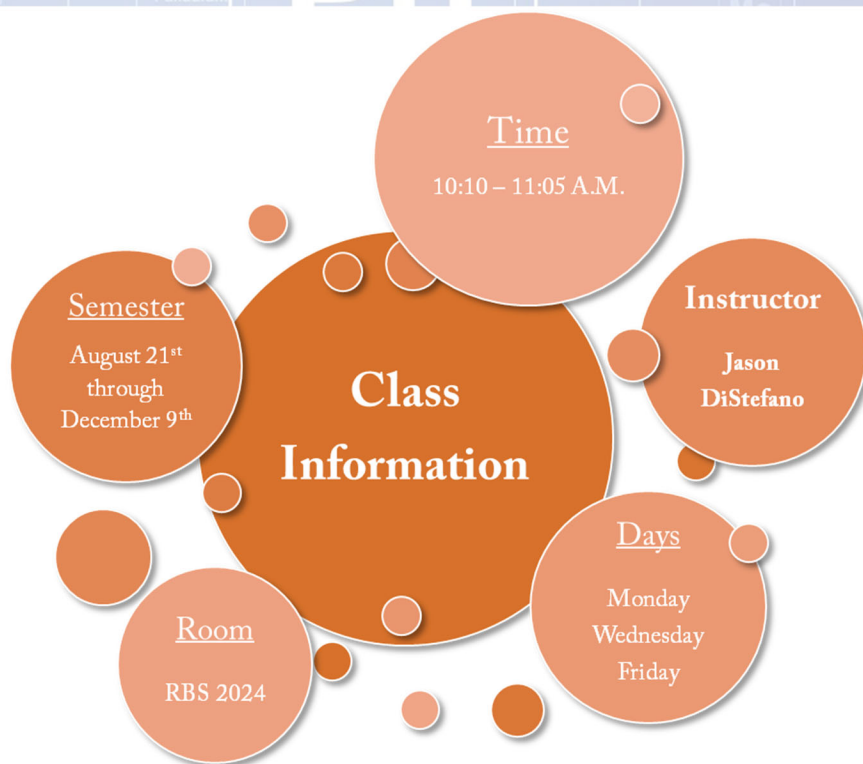 Time
10:10 – 11:05 A.M.
Semester
August 21st
through
December 9th
Instructor
Jason
DiStefano
Class
Information
Days
Monday
Wednesday
Friday
Room
RBS 2024